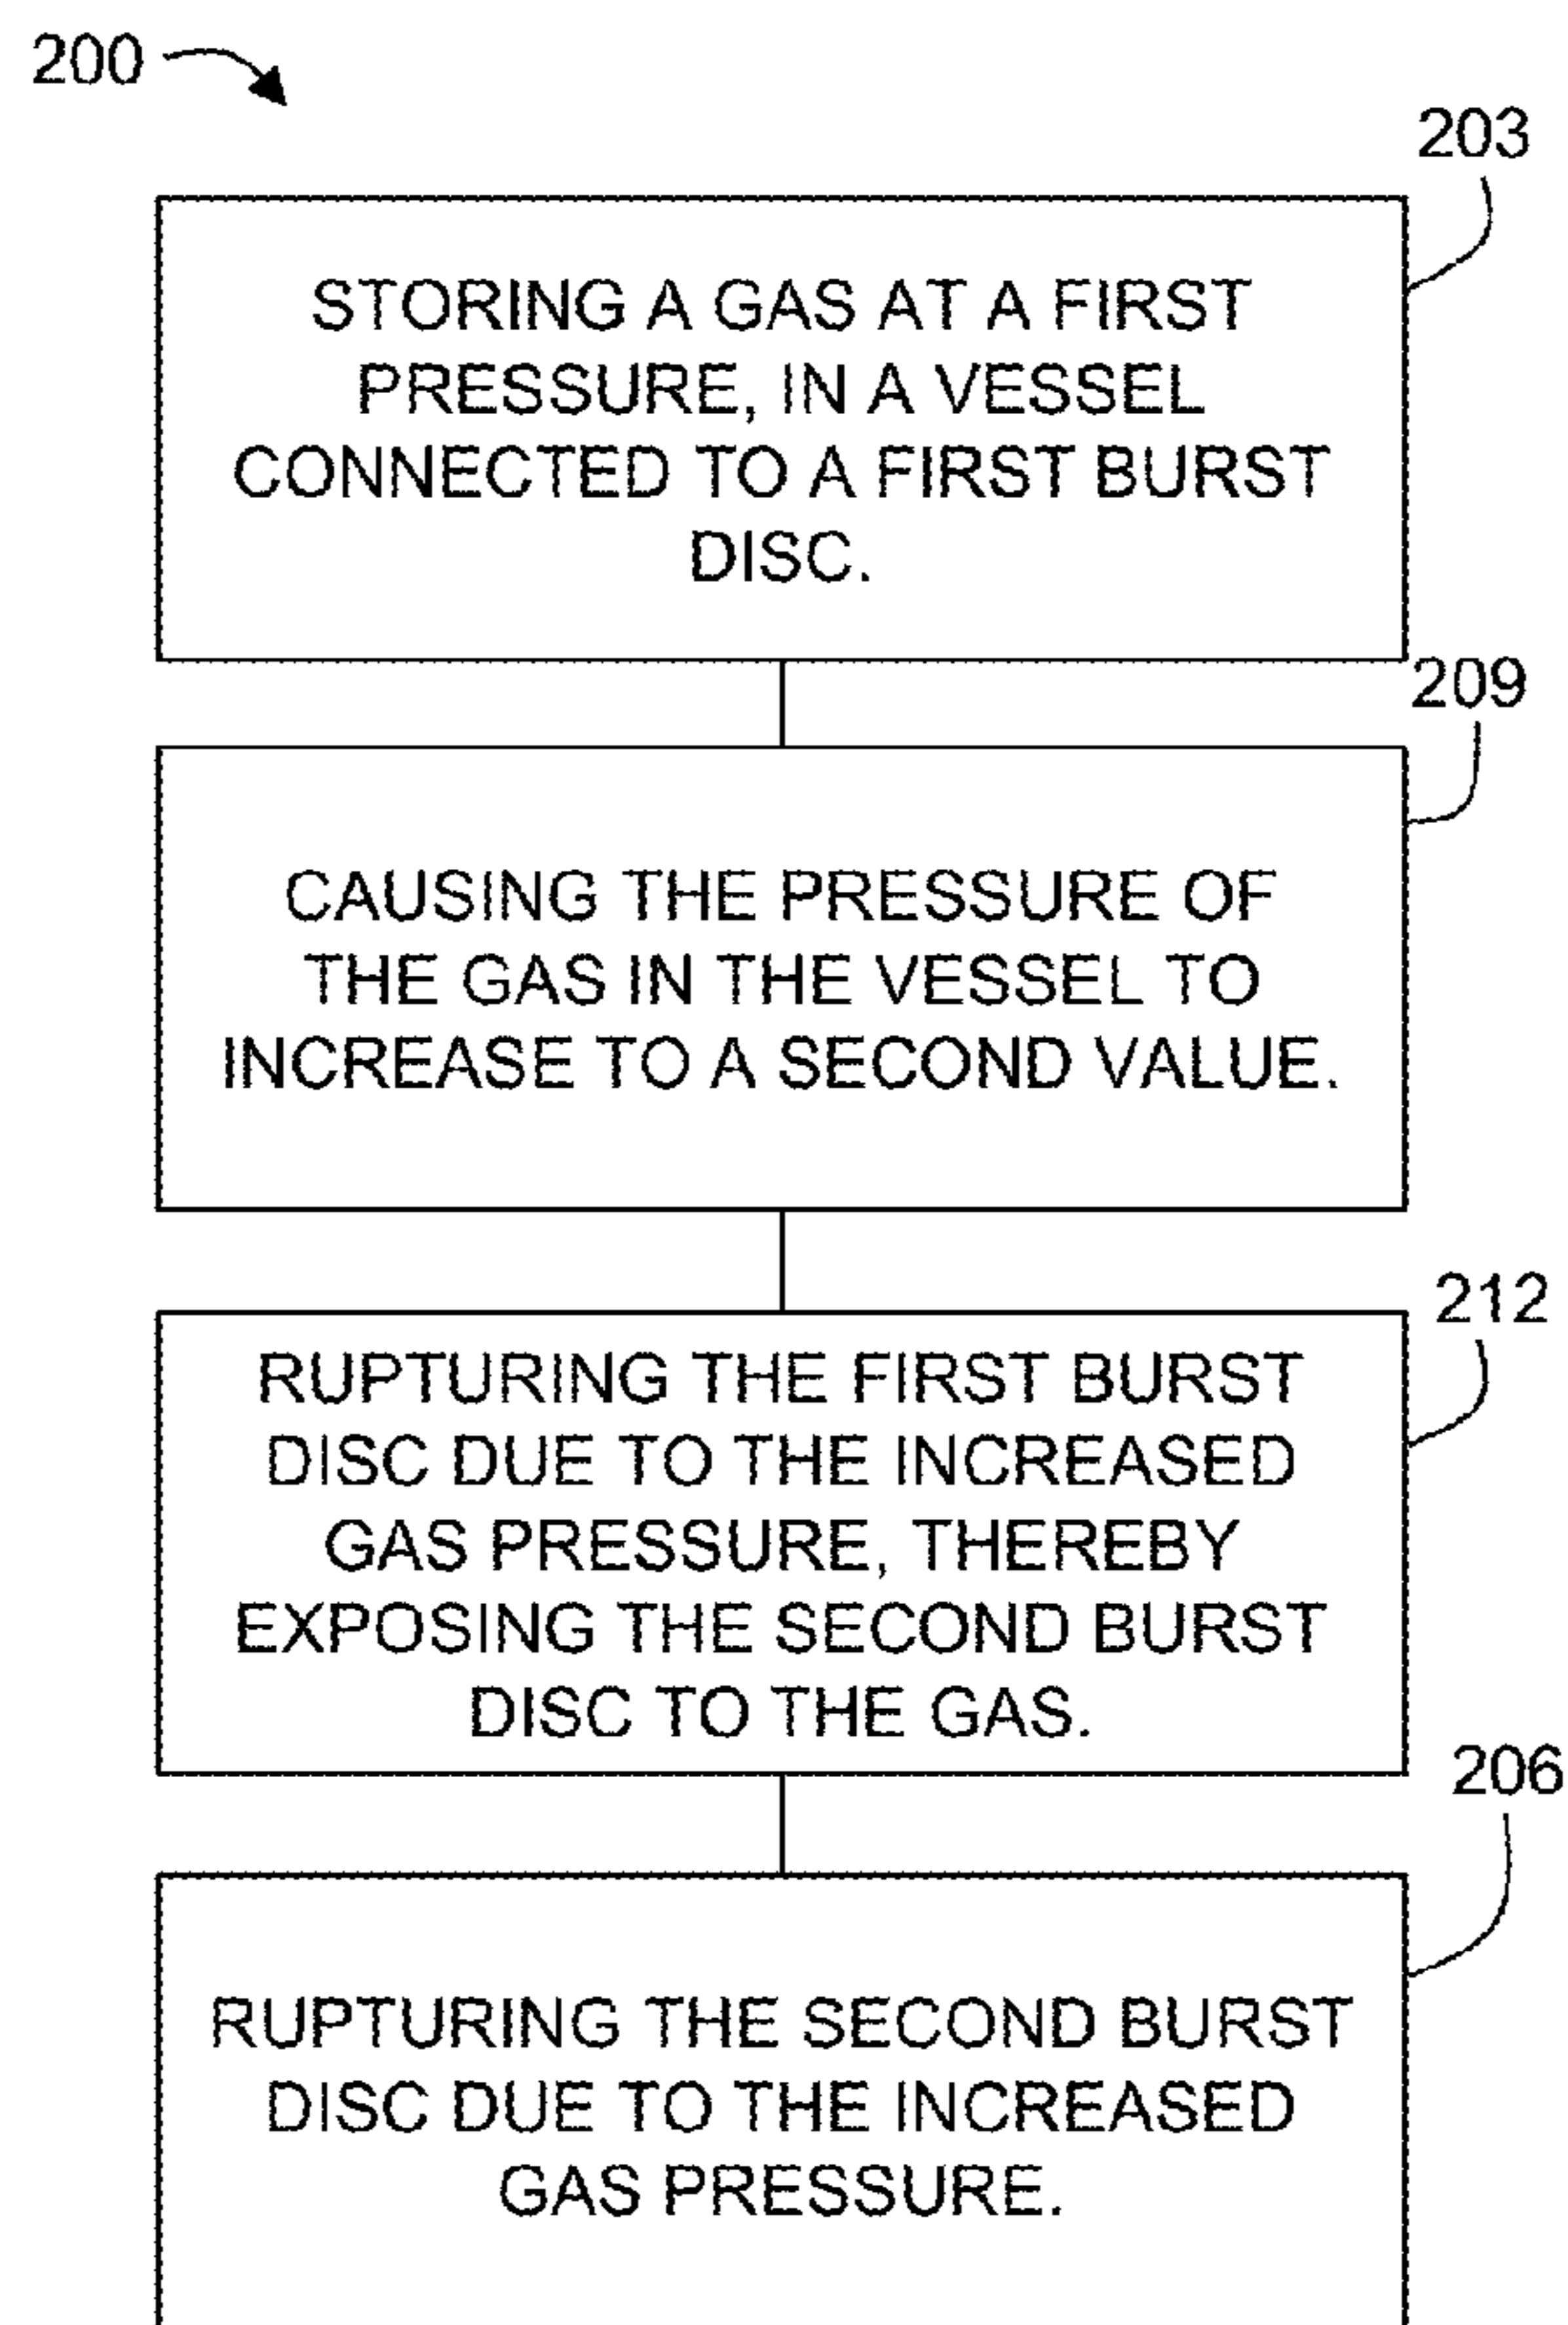 200
203
STORING A GAS AT A FIRST
PRESSURE, IN A VESSEL
CONNECTED TO A FIRST BURST
DISC.
209
CAUSING THE PRESSURE OF
THE GAS IN THE VESSEL TO
INCREASE TO A SECOND VALUE.
212
RUPTURING THE FIRST BURST
DISC DUE TO THE INCREASED
GAS PRESSURE, THEREBY
EXPOSING THE SECOND BURST
DISC TO THE GAS.
206
RUPTURING THE SECOND BURST
DISC DUE TO THE INCREASED
GAS PRESSURE.